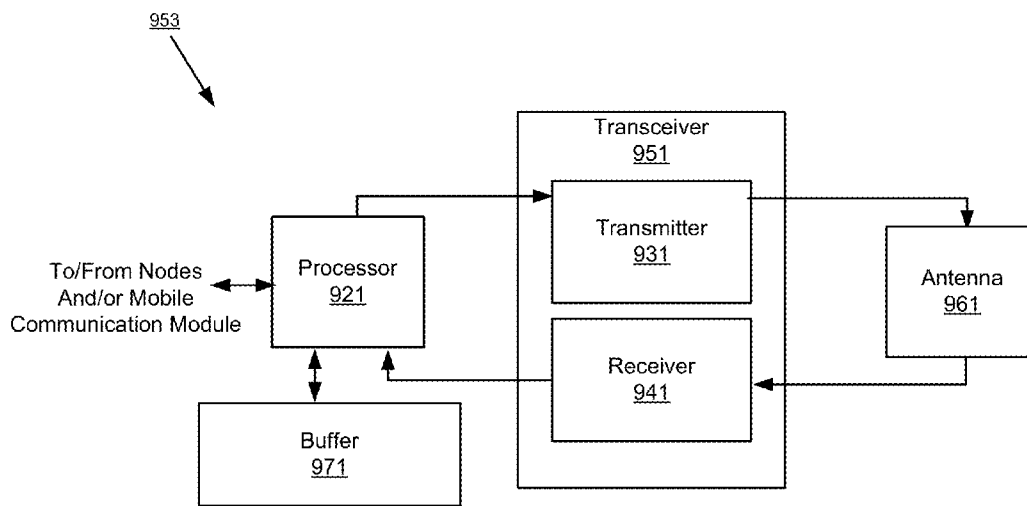 953
Transceiver
951
Transmitter
931
Processor
921
To/From Nodes
And/or Mobile
Communication Module
Antenna
961
Receiver
941
Buffer
971